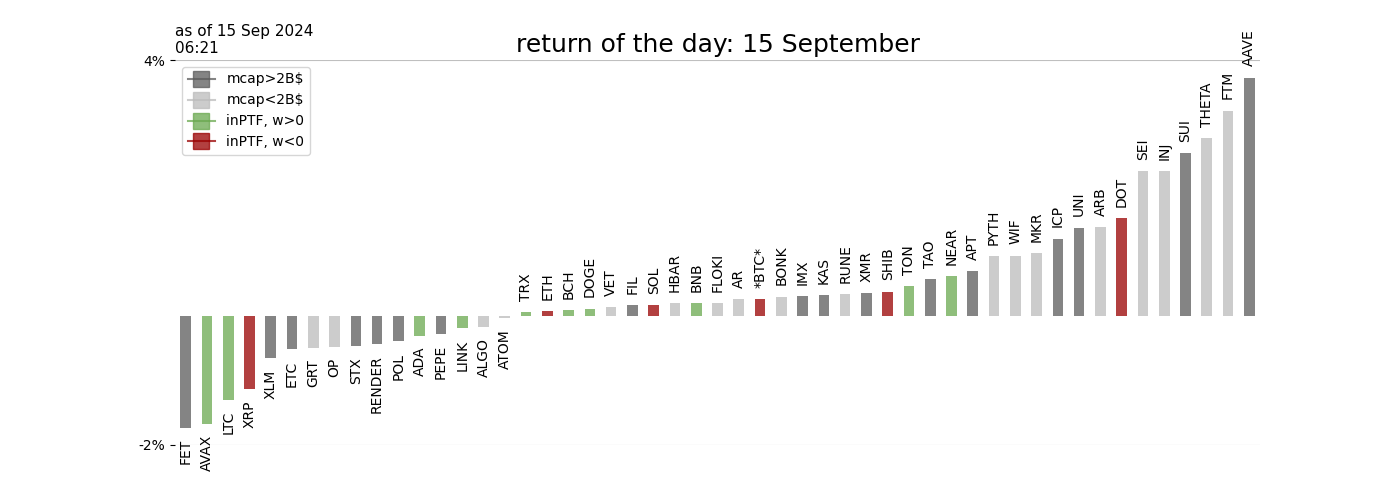 as of 15 Sep 2024
06:21
return of the day: 15 September
4%
mcap>2B$
mcap<2B$
inPTF, w>0
inPTF, w<0
-2%
FET
AVAX
LTC
XRP
XLM
ETC
GRT
OP
STX
RENDER
POL
ADA
PEPE
LINK
ALGO
ATOM
TRX
ETH
BCH
DOGE
VET
FIL
SOL
HBAR
BNB
FLOKI
AR
*BTC*
BONK
IMX
KAS
RUNE
XMR
SHIB
TON
TAO
NEAR
APT
PYTH
WIF
MKR
ICP
UNI
ARB
DOT
SEI
INJ
SUI
THETA
FTM
AAVE